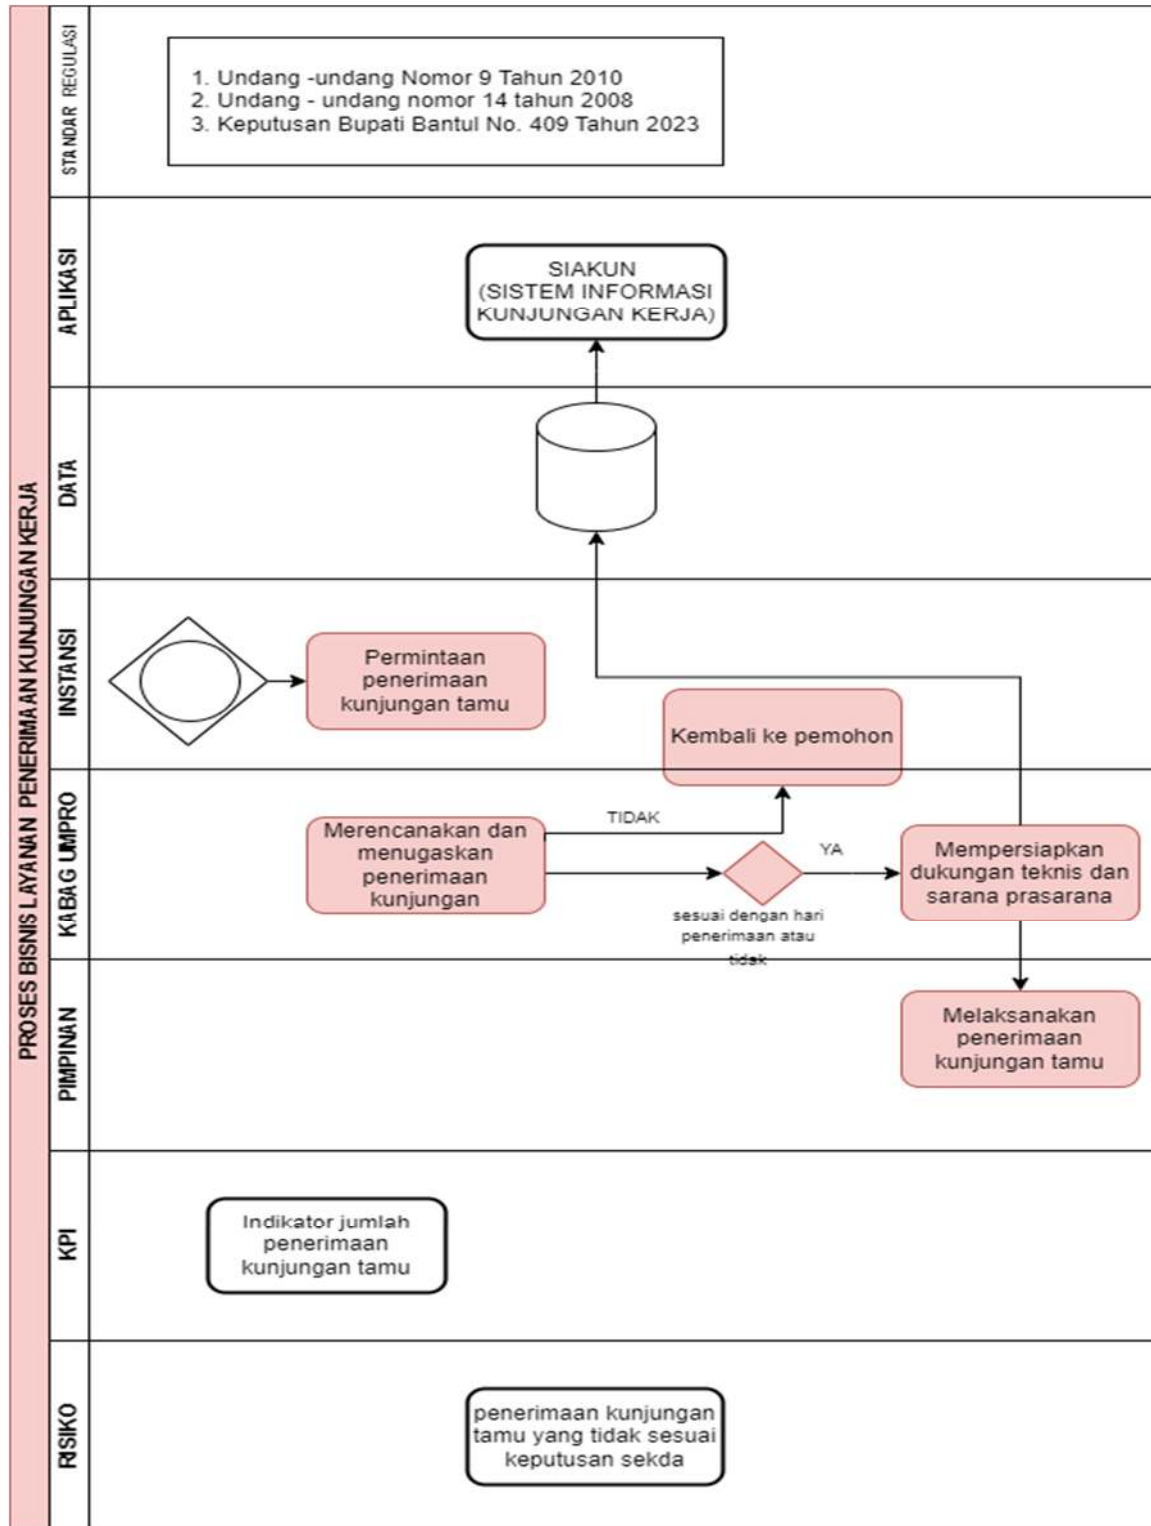 PROSES BISNIS LAYANAN PENERIMAAN KUNJUNGAN KERJA
STANDAR REGULASI
1. Undang -undang Nomor 9 Tahun 2010
2. Undang - undang nomor 14 tahun 2008
3. Keputusan Bupati Bantul No. 409 Tahun 2023
APLIKASI
SIAKUN
(SISTEM INFORMASI
KUNJUNGAN KERJA)
DATA
INSTANSI
Permintaan
penerimaan
kunjungan tamu
Kembali ke pemohon
KABAG UMPRO
Merencanakan dan
menugaskan
penerimaan
kunjungan
TIDAK
YA
sesuai dengan hari
penerimaan atau
tidak
Mempersiapkan
dukungan teknis dan
sarana prasarana
PIMPINAN
Melaksanakan
penerimaan
kunjungan tamu
KPI
Indikator jumlah
penerimaan
kunjungan tamu
RISIKO
penerimaan kunjungan
tamu yang tidak sesuai
keputusan sekda